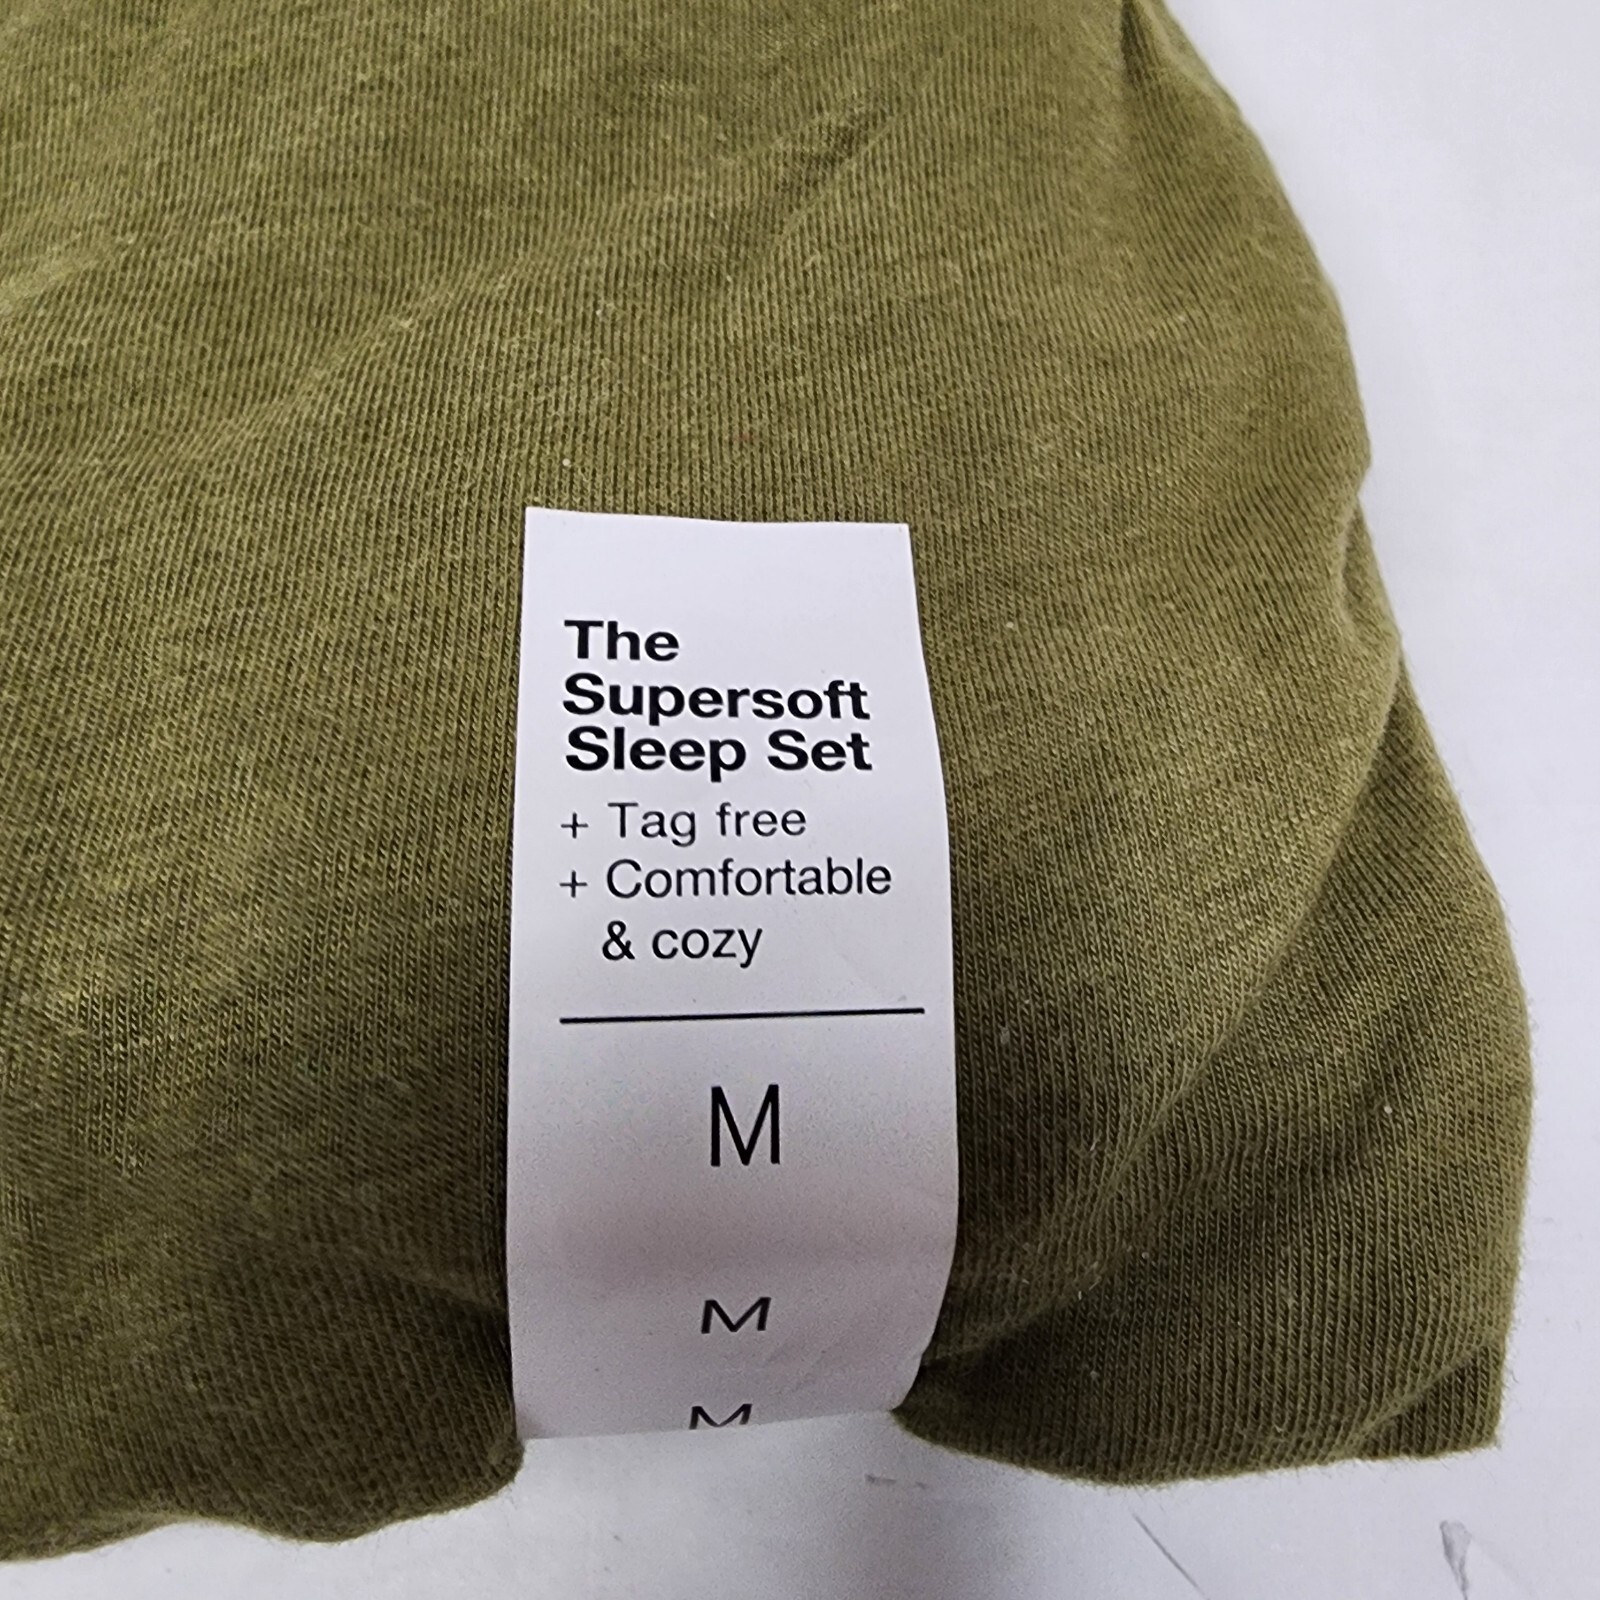 The
Supersoft
Sleep Set
+ Tag free
+ Comfortable
& cozy
M
M
M